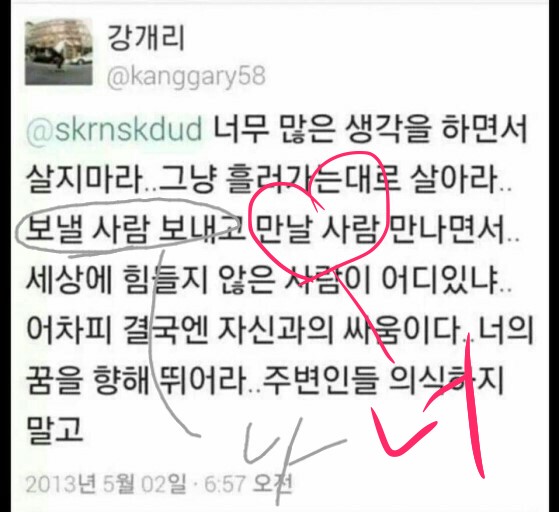 강개리
@kanggary58
@skrnskdud 너무 많은 생각을 하면서
살지마라..그냥 흘러가는대로 살아라..
보낼 사람 보내고 만날 사람 만나면서..
세상에 힘들지 않은 사람이 어디있냐..
어차피 결국엔 자신과의 싸움이다..너의
꿈을 향해 뛰어라..주변인들 의식하지
말고
나 너
2013년 5월 02일 · 6:57 오전